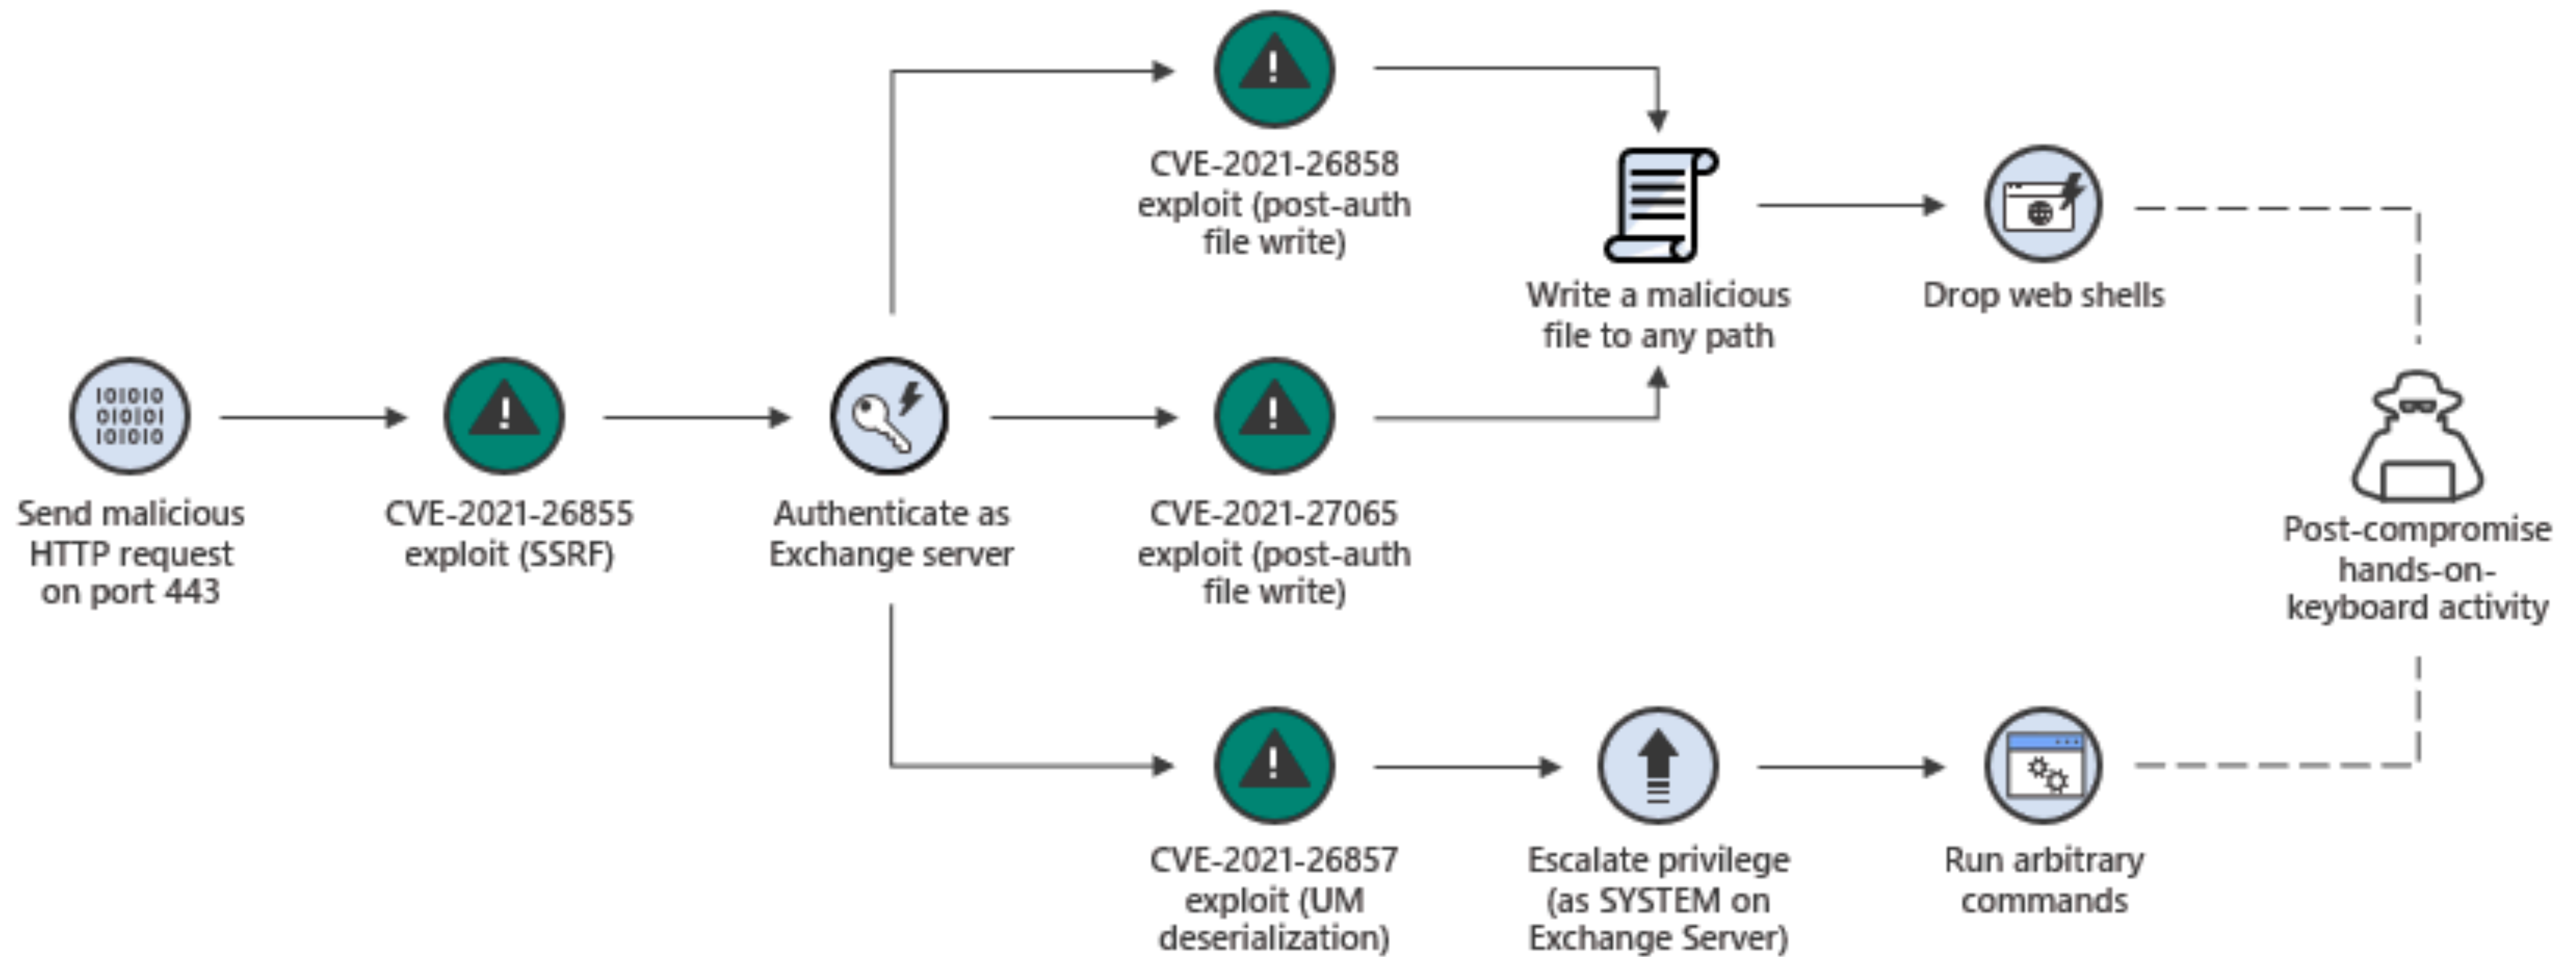 CVE-2021-26858
exploit (post-auth
file write)
Write a malicious
file to any path
Drop web shells
Send malicious
HTTP request
on port 443
CVE-2021-26855
exploit (SSRF)
Authenticate as
Exchange server
CVE-2021-27065
exploit (post-auth
file write)
Post-compromise
hands-on-
keyboard activity
CVE-2021-26857
exploit (UM
deserialization)
Escalate privilege
(as SYSTEM on
Exchange Server)
Run arbitrary
commands
101010
010101
101010